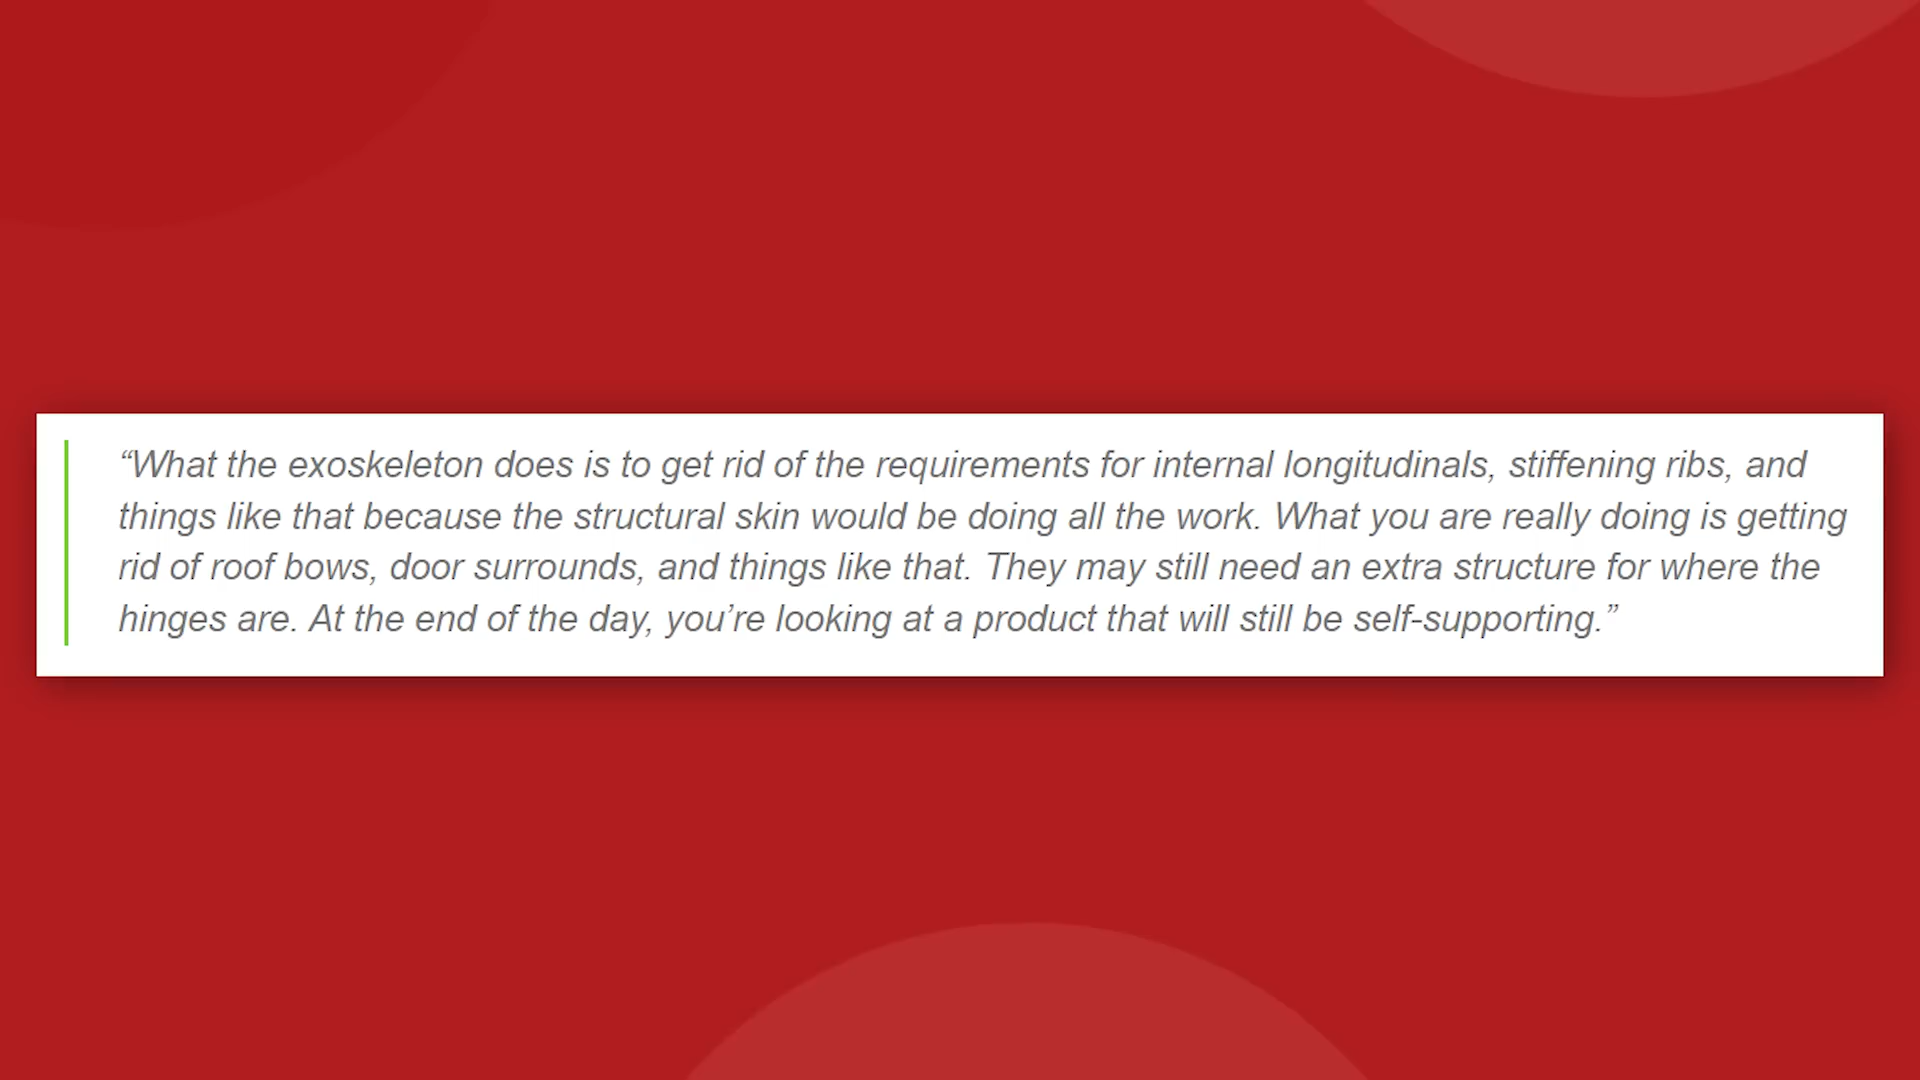 “What the exoskeleton does is to get rid of the requirements for internal longitudinals, stiffening ribs, and
things like that because the structural skin would be doing all the work. What you are really doing is getting
rid of roof bows, door surrounds, and things like that. They may still need an extra structure for where the
hinges are. At the end of the day, you’re looking at a product that will still be self-supporting.”